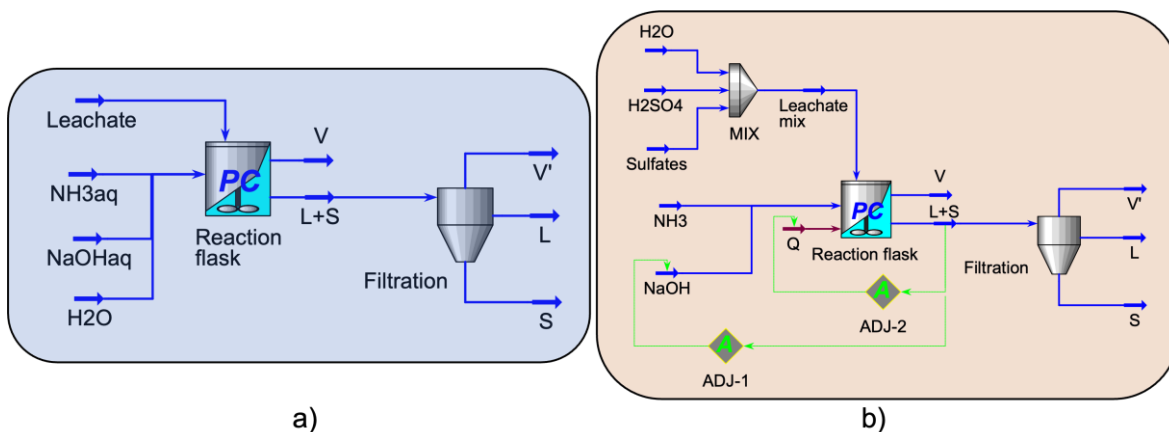 Leachate
NH3aq
NaOHaq
H2O
PC
Reaction
flask
V
L+S
Filtration
V'
L
S
a)
H2O
H2SO4
Sulfates
MIX
Leachate
mix
NH3
NaOH
Q
PC
Reaction flask
V
L+S
A
ADJ-2
A
ADJ-1
Filtration
V'
L
S
b)